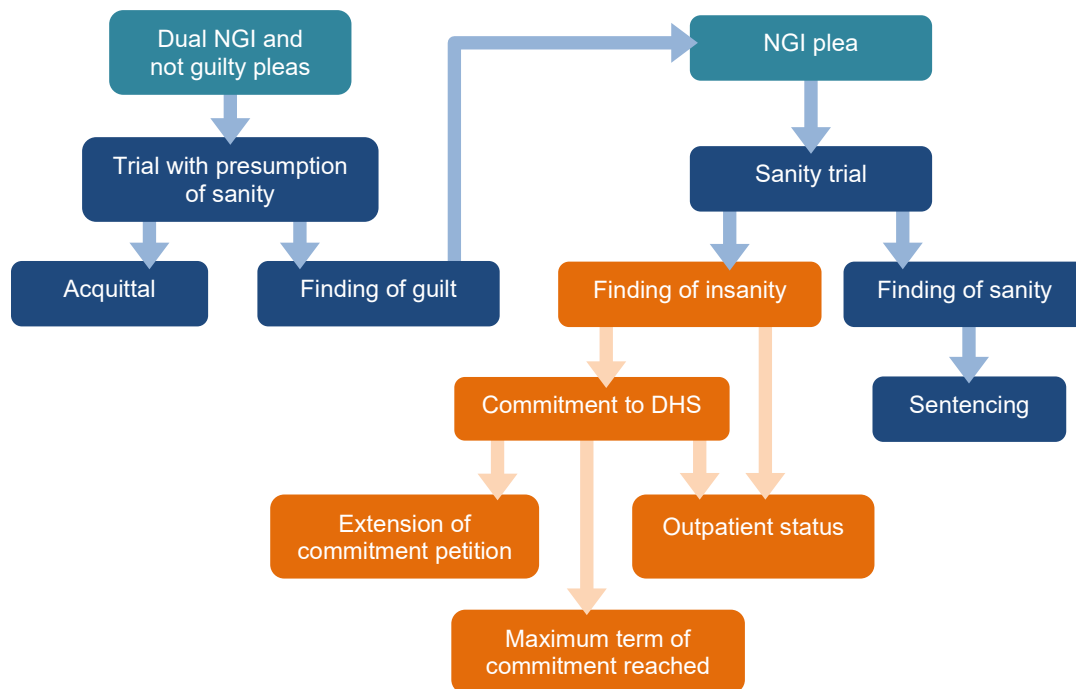 Dual NGI and
not guilty pleas
NGI plea
Trial with presumption
of sanity
Sanity trial
Acquittal
Finding of guilt
Finding of insanity
Finding of sanity
Commitment to DHS
Sentencing
Extension of
commitment petition
Outpatient status
Maximum term of
commitment reached